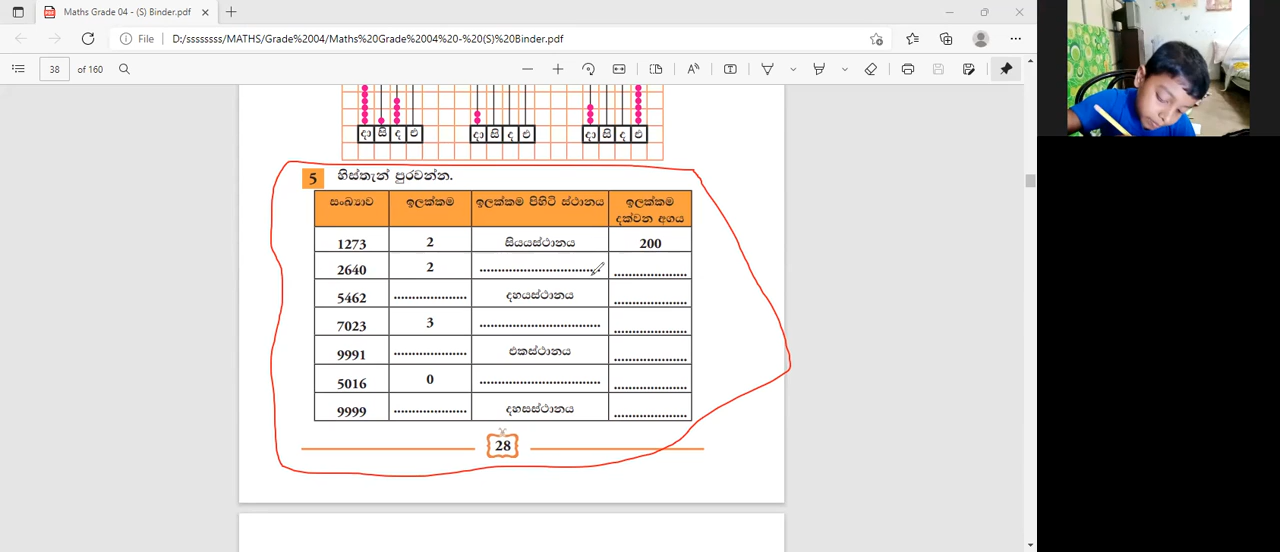 Maths Grade 04 - (S) Binder.pdf
File D:/ssssssss/MATHS/Grade%2004/Maths%20Grade%2004%20-%20(S)%20Binder.pdf
38 of 160
දා සි ද එ දා සි ද එ දා සි ද එ
5 හිස්තැන් පුරවන්න.
සංඛ්‍යාව ඉලක්කම ඉලක්කම පිහිටි ස්ථානය ඉලක්කම
දක්වන අගය
1273 2 සියයස්ථානය 200
2640 2 .............................. ....................
5462 .................... දහයස්ථානය ....................
7023 3 .............................. ....................
9991 .................... එකස්ථානය ....................
5016 0 .............................. ....................
9999 .................... දහසස්ථානය ....................
28